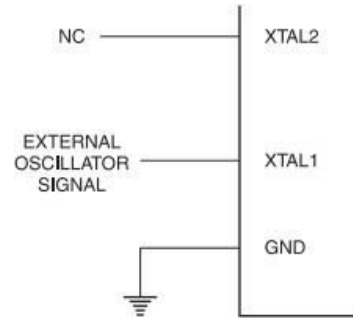 NC
XTAL2
EXTERNAL
OSCILLATOR
SIGNAL
XTAL1
GND